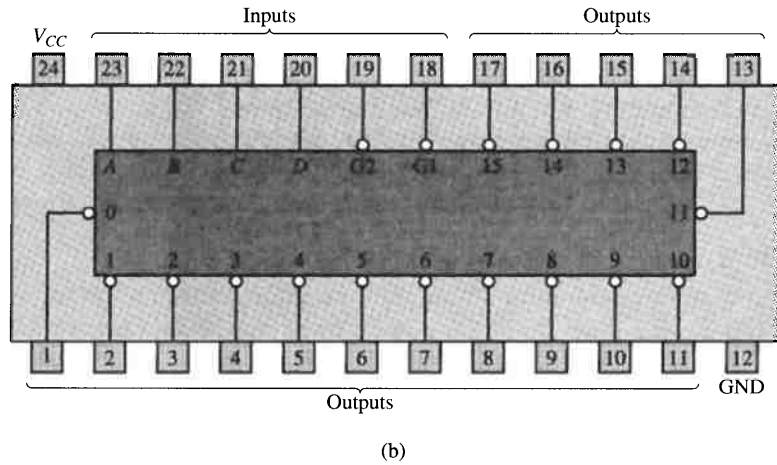 Inputs Outputs
VCC
24 23 22 21 20 19 18 17 16 15 14 13
A B C D G2 G1 15 14 13 12
0 11
1 2 3 4 5 6 7 8 9 10
1 2 3 4 5 6 7 8 9 10 11 12
Outputs GND
(b)